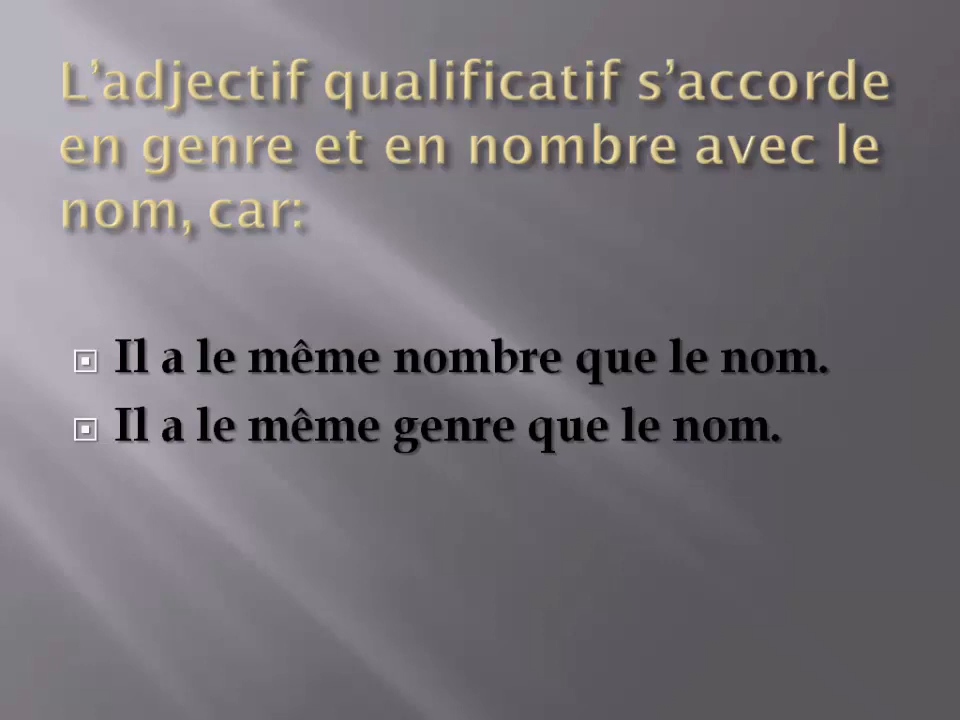 L’adjectif qualificatif s’accorde
en genre et en nombre avec le
nom, car:
Il a le même nombre que le nom.
Il a le même genre que le nom.